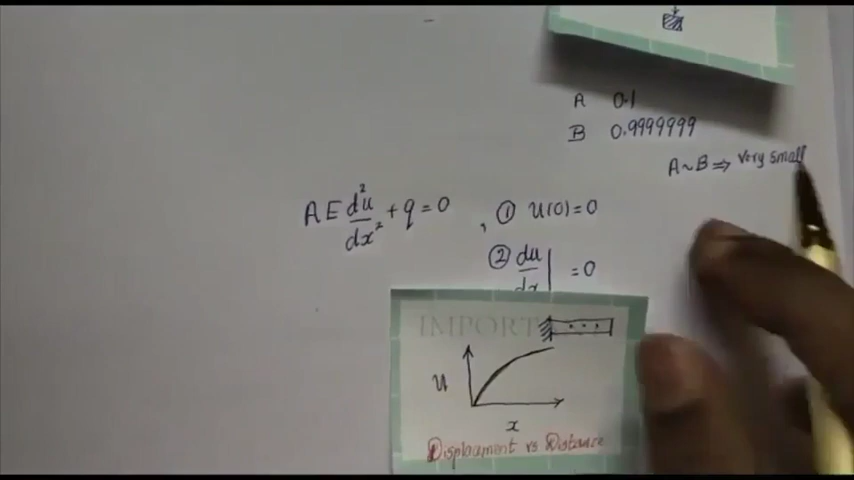 A 0.1
B 0.9999999
A~B ⇒ very small
AE d²u/dx² + q = 0 , ① u(0) = 0
② du/dx | = 0
IMPORT
u
x
Displacment vs Distance